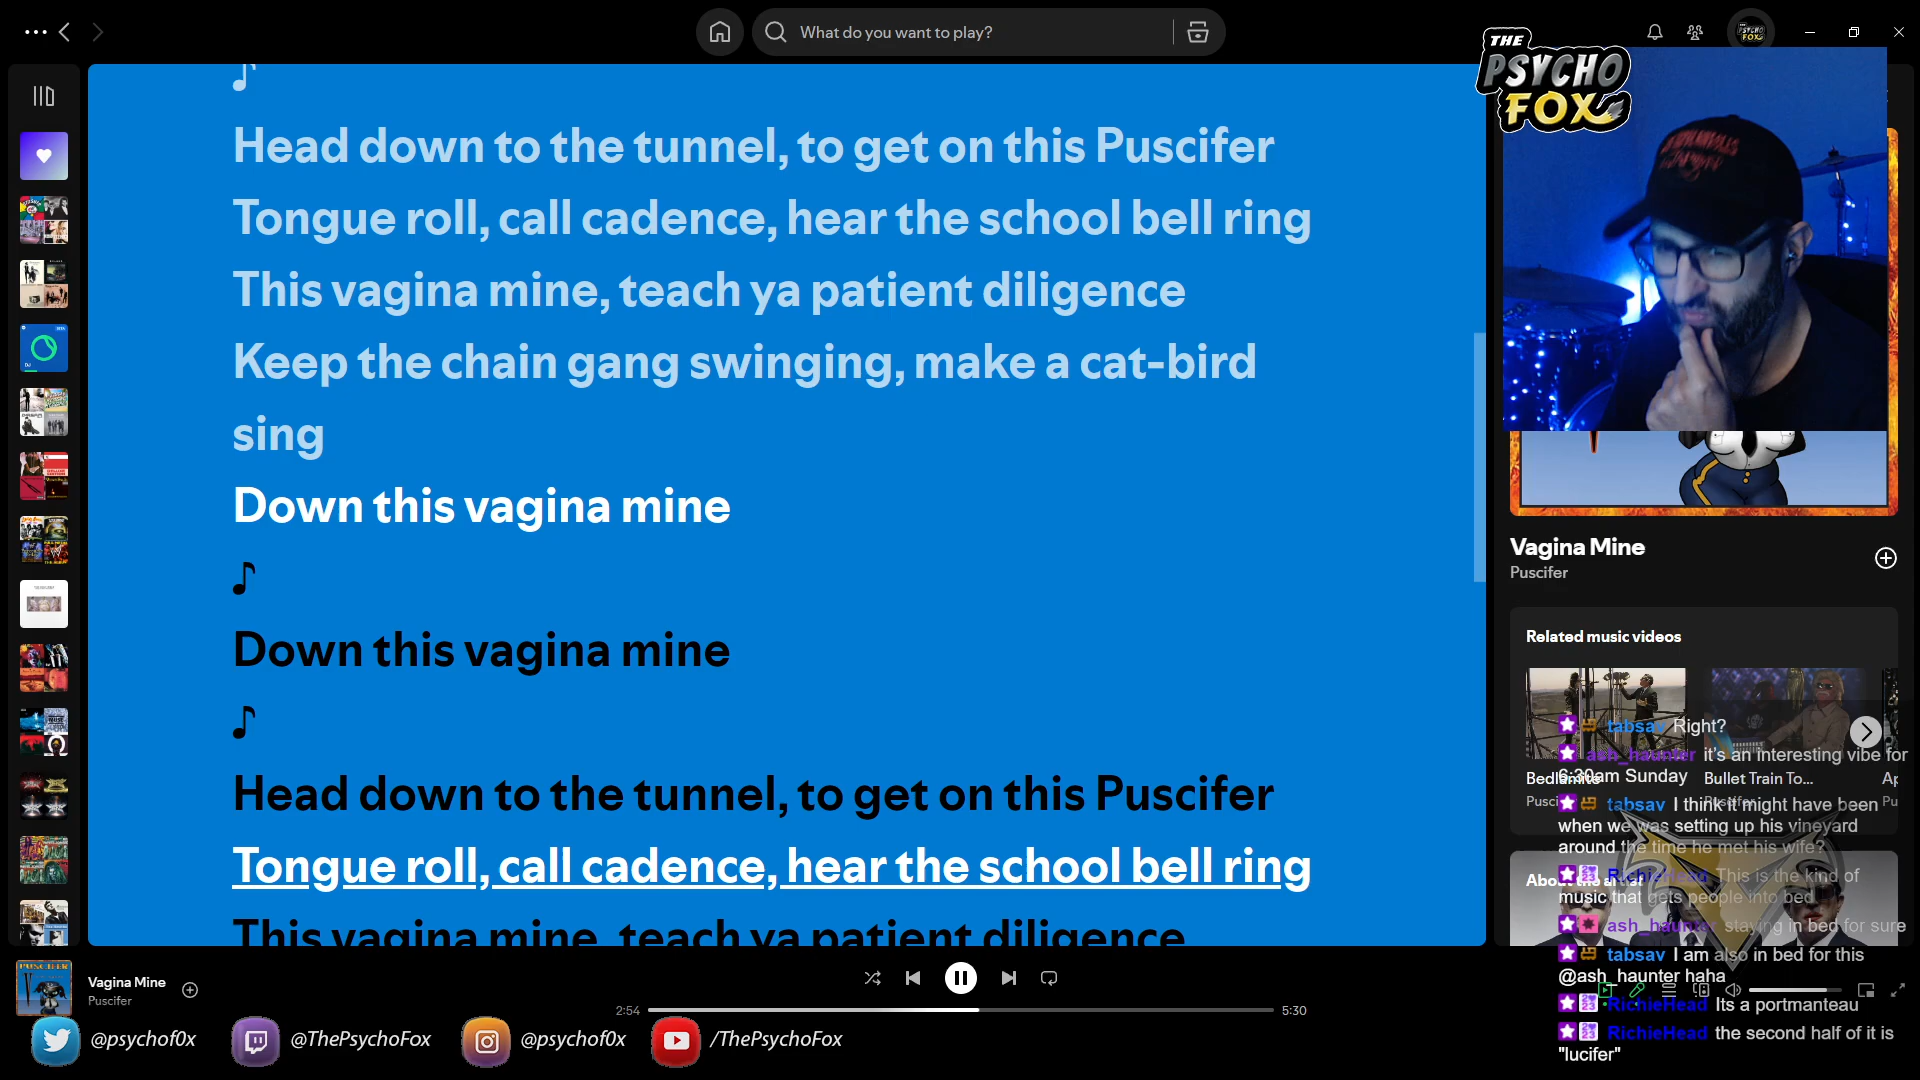 What do you want to play?
THE
PSYCHO
FOX
♪
Head down to the tunnel, to get on this Puscifer
Tongue roll, call cadence, hear the school bell ring
This vagina mine, teach ya patient diligence
Keep the chain gang swinging, make a cat-bird
sing
Down this vagina mine
♪
Down this vagina mine
♪
Head down to the tunnel, to get on this Puscifer
Tongue roll, call cadence, hear the school bell ring
This vagina mine, teach ya patient diligence
Vagina Mine
Puscifer
Related music videos
Bullet Train To...
tabsav Right?
ash_haunter it's an interesting vibe for
6:30am Sunday
tabsav I think it might have been
when we was setting up his vineyard
around the time he met his wife?
RichieHead This is the kind of
music that gets people into bed
ash_haunter staying in bed for sure
tabsav I am also in bed for this
@ash_haunter haha
RichieHead Its a portmanteau
RichieHead the second half of it is
"lucifer"
PUSCIFER
Vagina Mine
Puscifer
2:54
5:30
@psychof0x
@ThePsychoFox
@psychof0x
/ThePsychoFox